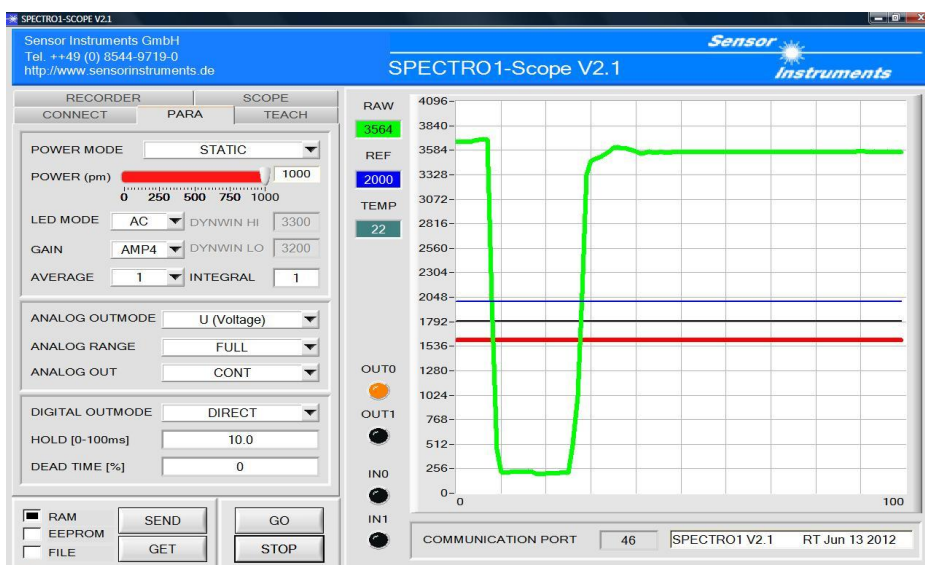 SPECTRO1-SCOPE V2.1
Sensor Instruments GmbH
Tel. ++49 (0) 8544-9719-0
http://www.sensorinstruments.de
SPECTRO1-Scope V2.1
Sensor
Instruments
RECORDER SCOPE
CONNECT PARA TEACH
POWER MODE STATIC
POWER (pm) 1000
0 250 500 750 1000
LED MODE AC DYNWIN HI 3300
GAIN AMP4 DYNWIN LO 3200
AVERAGE 1 INTEGRAL 1
ANALOG OUTMODE U (Voltage)
ANALOG RANGE FULL
ANALOG OUT CONT
DIGITAL OUTMODE DIRECT
HOLD [0-100ms] 10.0
DEAD TIME [%] 0
RAM
EEPROM
FILE
SEND GO
GET STOP
RAW
3564
REF
2000
TEMP
22
OUT0
OUT1
IN0
IN1
4096
3840
3584
3328
3072
2816
2560
2304
2048
1792
1536
1280
1024
768
512
256
0
0 100
COMMUNICATION PORT 46 SPECTRO1 V2.1 RT Jun 13 2012